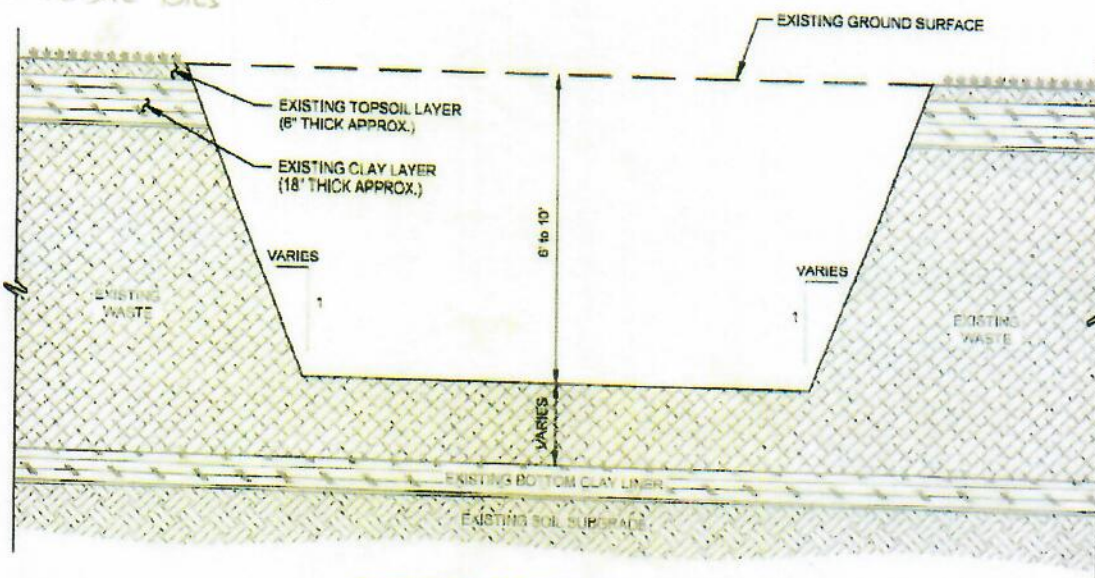 EXISTING GROUND SURFACE
EXISTING TOPSOIL LAYER
(6" THICK APPROX.)
EXISTING CLAY LAYER
(18" THICK APPROX.)
6' to 10'
VARIES
1
VARIES
1
EXISTING
WASTE
EXISTING
WASTE
VARIES
EXISTING BOTTOM CLAY LINER
EXISTING SOIL SUBGRADE